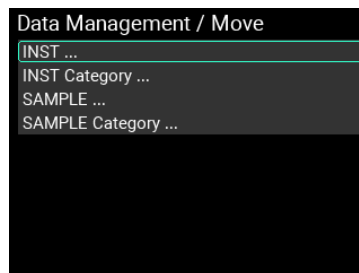 Data Management / Move
INST ...
INST Category ...
SAMPLE ...
SAMPLE Category ...